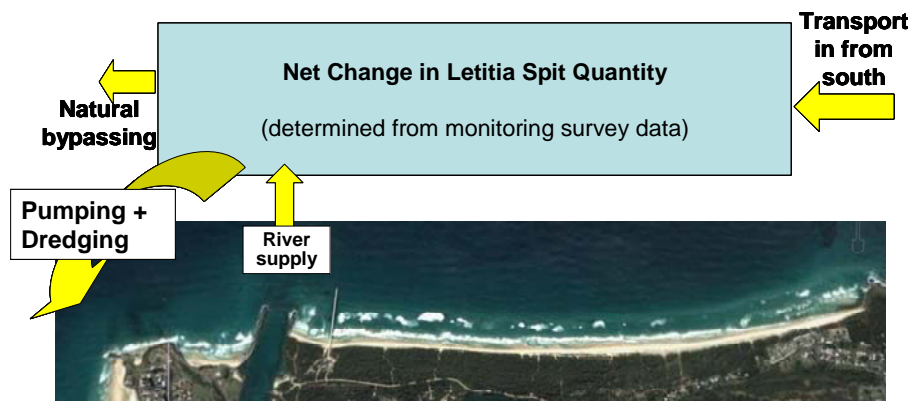 Transport
in from
south
Net Change in Letitia Spit Quantity
(determined from monitoring survey data)
Natural
bypassing
Pumping +
Dredging
River
supply